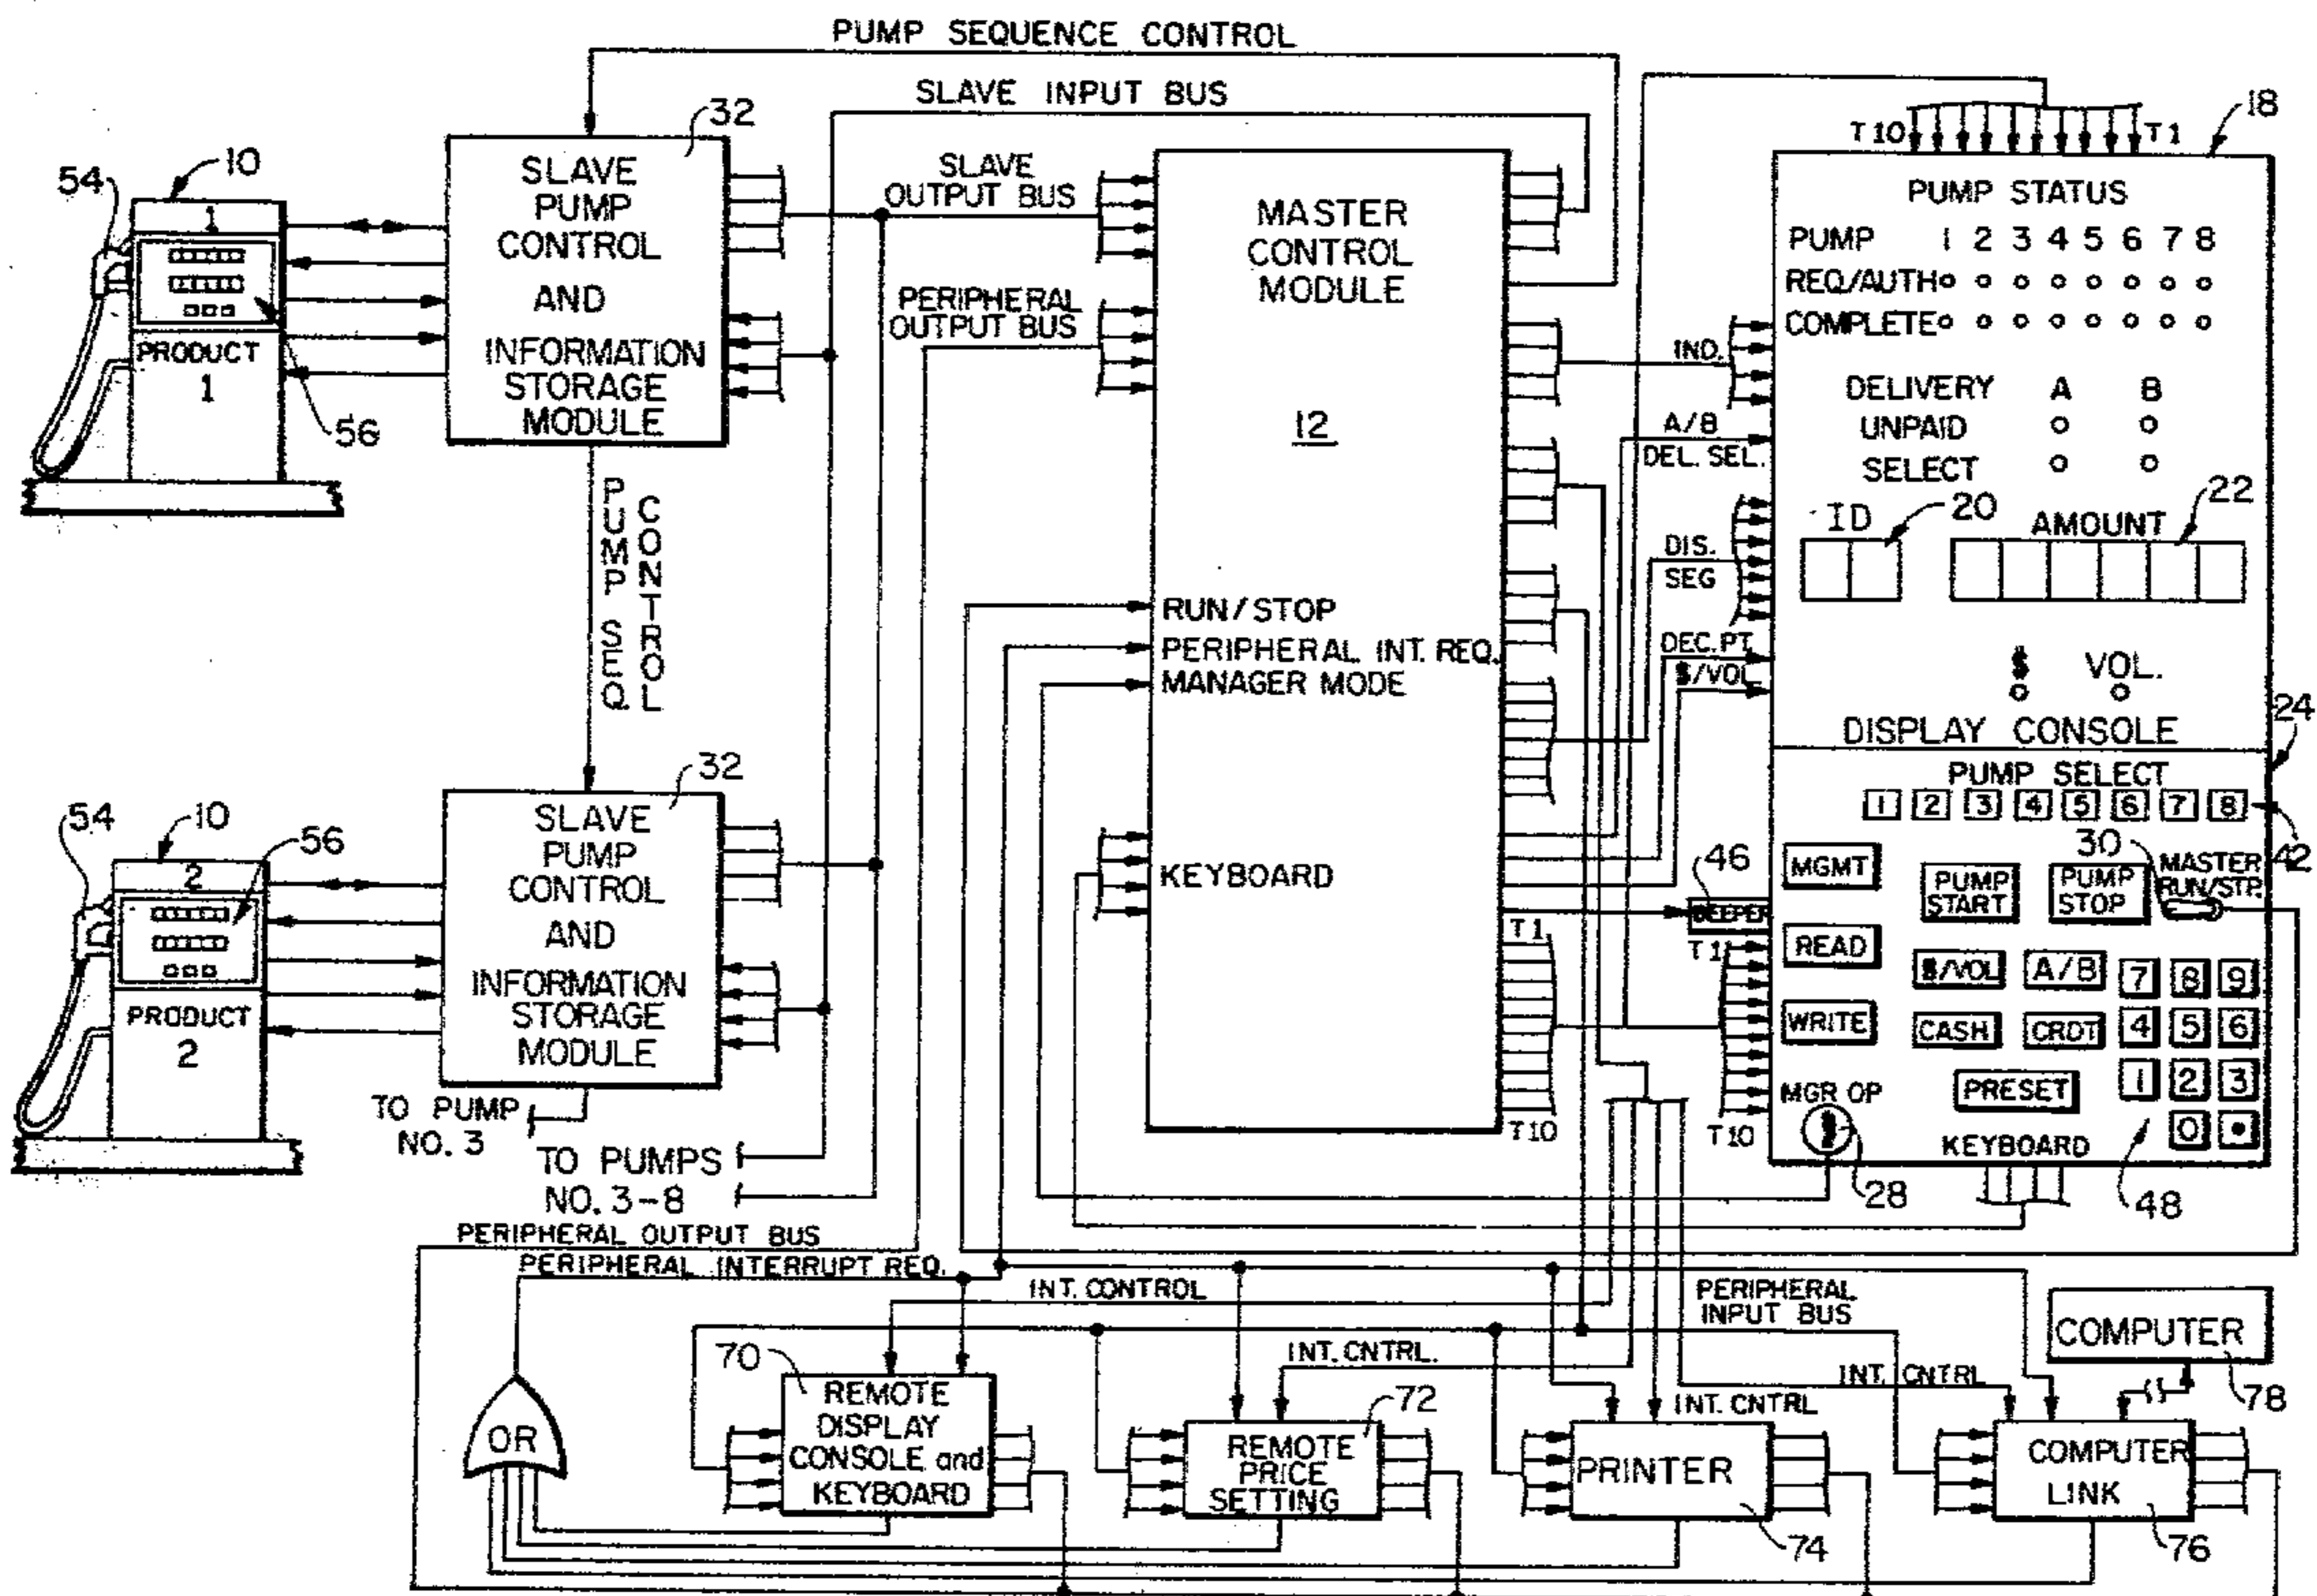 PUMP SEQUENCE CONTROL
SLAVE INPUT BUS
32
SLAVE
PUMP
CONTROL
AND
INFORMATION
STORAGE
MODULE
54
10
1
PRODUCT
1
56
SLAVE
OUTPUT BUS
PERIPHERAL
OUTPUT BUS
PUMP SEQ.
CONTROL
MASTER
CONTROL
MODULE
12
RUN/STOP
PERIPHERAL INT. REQ.
MANAGER MODE
KEYBOARD
T1
T10
IND.
A/B
DEL. SEL.
DIS.
SEG
DEC. PT.
$/VOL
46
BEEPER
T1
T10
T10
T1
18
PUMP STATUS
PUMP 1 2 3 4 5 6 7 8
REQ/AUTH
COMPLETE
DELIVERY A B
UNPAID
SELECT
ID
20
AMOUNT
22
$ VOL.
DISPLAY CONSOLE
24
PUMP SELECT
1 2 3 4 5 6 7 8
42
30
MASTER
RUN/STP.
MGMT
PUMP
START
PUMP
STOP
READ
$/VOL
A/B
7 8 9
WRITE
CASH
CRDT
4 5 6
MGR OP
PRESET
1 2 3
0 •
KEYBOARD
28
48
32
SLAVE
PUMP
CONTROL
AND
INFORMATION
STORAGE
MODULE
54
10
2
56
PRODUCT
2
TO PUMP
NO. 3
TO PUMPS
NO. 3-8
PERIPHERAL OUTPUT BUS
PERIPHERAL INTERRUPT REQ.
INT. CONTROL
PERIPHERAL
INPUT BUS
INT. CNTRL.
INT. CNTRL
INT. CNTRL
OR
70
REMOTE
DISPLAY
CONSOLE and
KEYBOARD
72
REMOTE
PRICE
SETTING
PRINTER
74
COMPUTER
78
COMPUTER
LINK
76